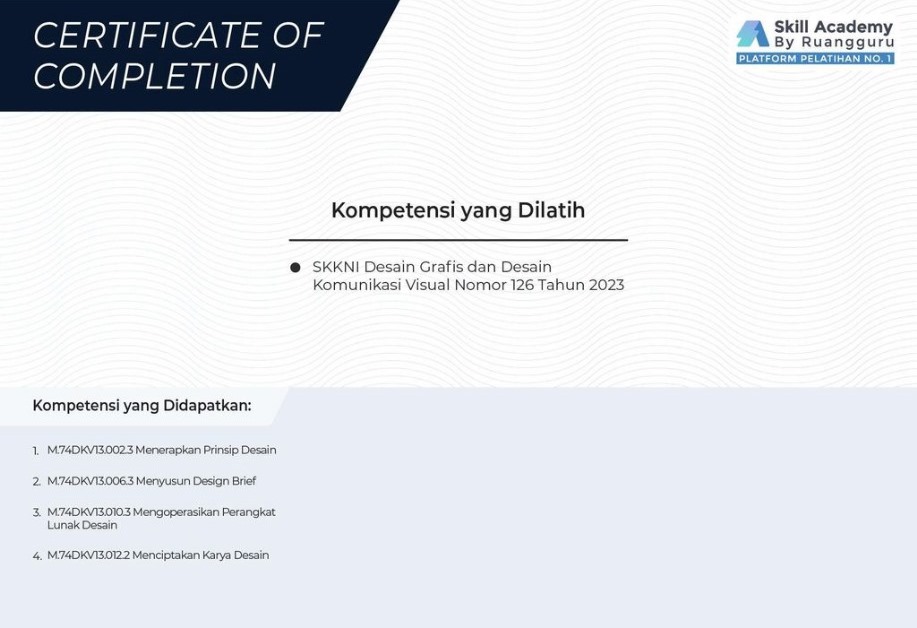 CERTIFICATE OF
COMPLETION
Skill Academy
By Ruangguru
PLATFORM PELATIHAN NO. 1
Kompetensi yang Dilatih
● SKKNI Desain Grafis dan Desain
Komunikasi Visual Nomor 126 Tahun 2023
Kompetensi yang Didapatkan:
1. M.74DKV13.002.3 Menerapkan Prinsip Desain
2. M.74DKV13.006.3 Menyusun Design Brief
3. M.74DKV13.010.3 Mengoperasikan Perangkat
Lunak Desain
4. M.74DKV13.012.2 Menciptakan Karya Desain